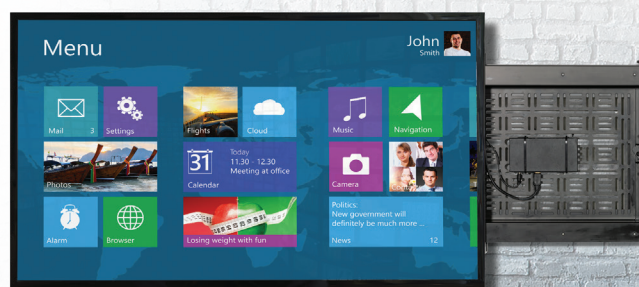 Menu
John
Smith
Mail 3
Settings
Flights
Cloud
Music
Navigation
Photos
31
Calendar
Today
11.30 - 12.30
Meeting at office
Camera
Alarm
Browser
Losing weight with fun
Politics
New government will
definitely be much more ...
News 12